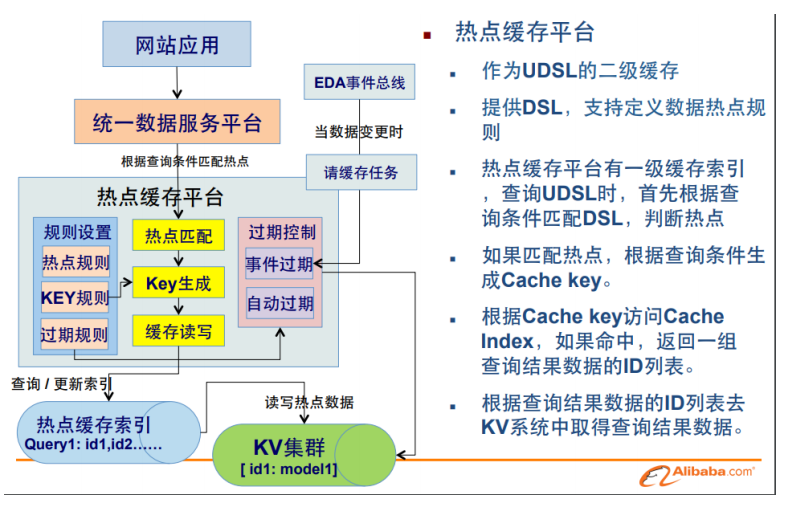 网站应用
统一数据服务平台
EDA事件总线
当数据变更时
请缓存任务
根据查询条件匹配热点
热点缓存平台
规则设置
热点规则
KEY规则
过期规则
热点匹配
Key生成
缓存读写
过期控制
事件过期
自动过期
查询 / 更新索引
读写热点数据
热点缓存索引
Query1: id1,id2……
KV集群
[ id1: model1]
热点缓存平台
作为UDSL的二级缓存
提供DSL，支持定义数据热点规
则
热点缓存平台有一级缓存索引
，查询UDSL时，首先根据查
询条件匹配DSL，判断热点
如果匹配热点，根据查询条件生
成Cache key。
根据Cache key访问Cache
Index，如果命中，返回一组
查询结果数据的ID列表。
根据查询结果数据的ID列表去
KV系统中取得查询结果数据。
Alibaba.com